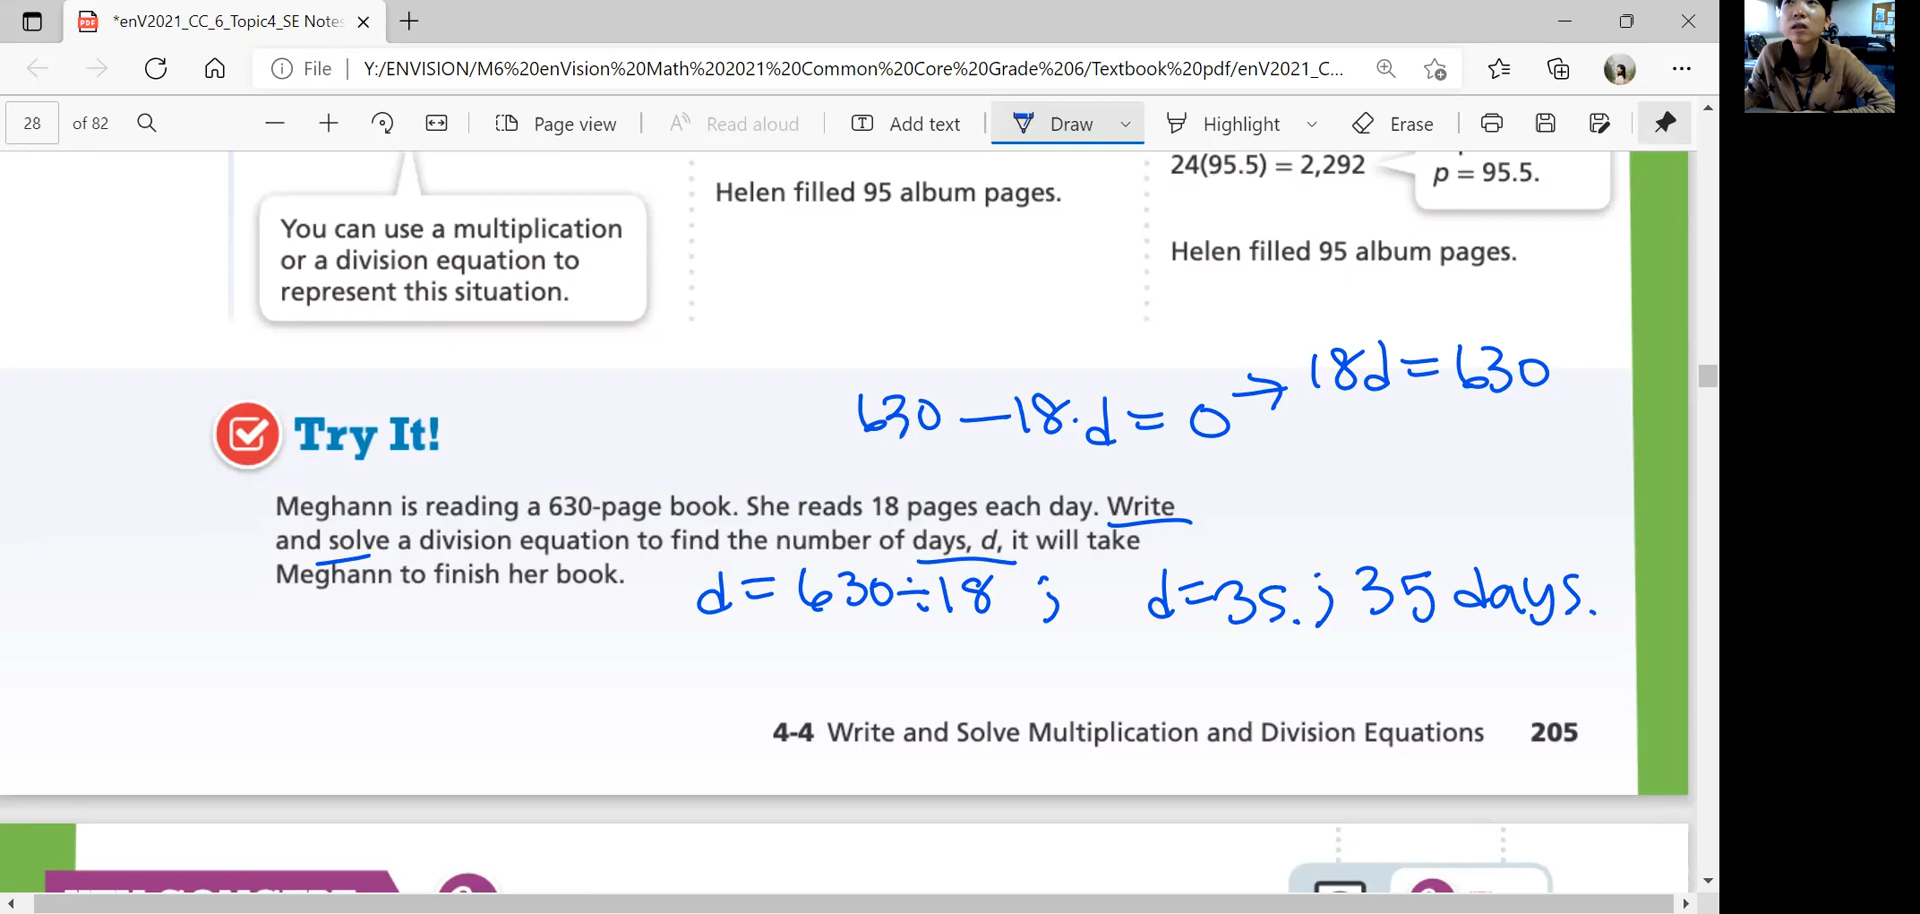 *enV2021_CC_6_Topic4_SE Notes
File
Y:/ENVISION/M6%20enVision%20Math%202021%20Common%20Core%20Grade%206/Textbook%20pdf/enV2021_C...
28 of 82
Page view
Read aloud
Add text
Draw
Highlight
Erase
You can use a multiplication
or a division equation to
represent this situation.
Helen filled 95 album pages.
24(95.5) = 2,292
p = 95.5.
Helen filled 95 album pages.
630 — 18 · d = 0 → 18d = 630
Try It!
Meghann is reading a 630-page book. She reads 18 pages each day. Write
and solve a division equation to find the number of days, d, it will take
Meghann to finish her book.
d = 630 ÷ 18 ; d = 35. ; 35 days.
4-4 Write and Solve Multiplication and Division Equations 205